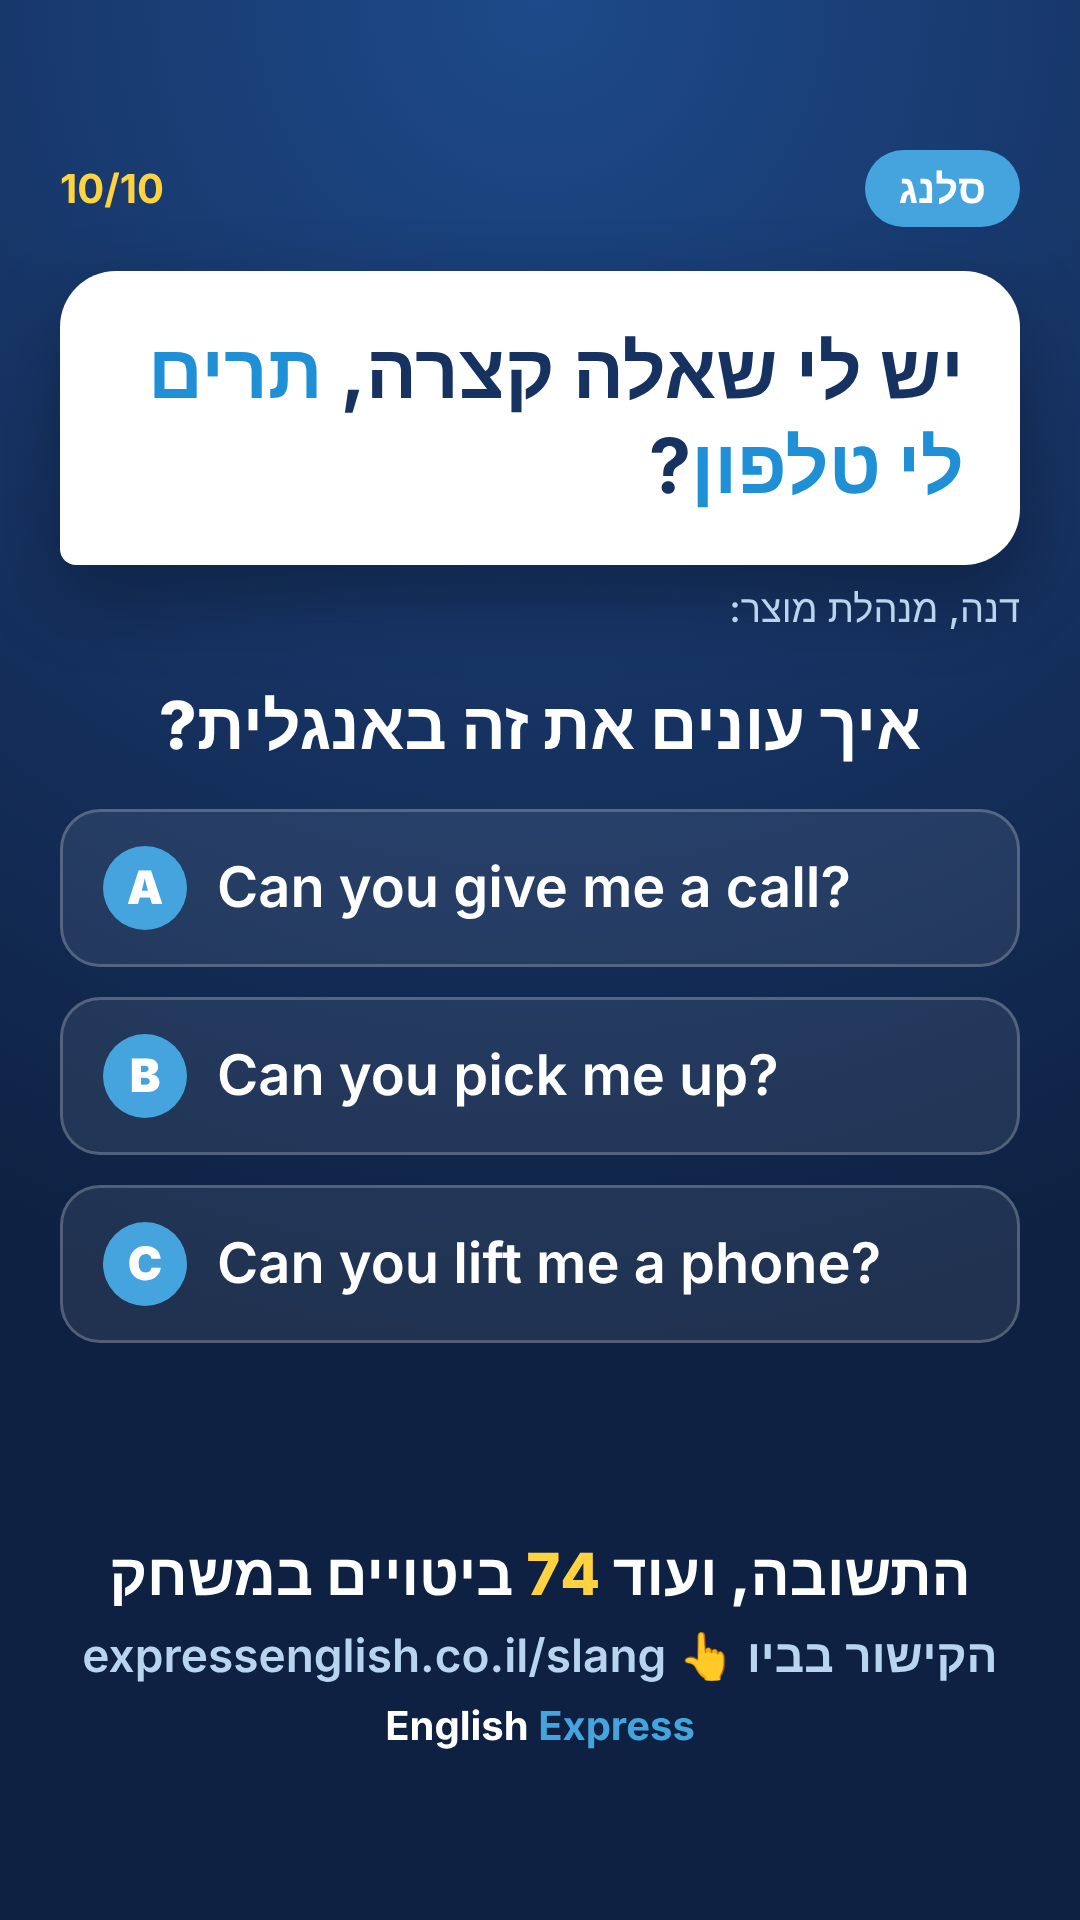 סלנג
10/10
יש לי שאלה קצרה, תרים
לי טלפון?
דנה, מנהלת מוצר:
איך עונים את זה באנגלית?
A Can you give me a call?
B Can you pick me up?
C Can you lift me a phone?
התשובה, ועוד 74 ביטויים במשחק
הקישור בביו 👆 expressenglish.co.il/slang
English Express